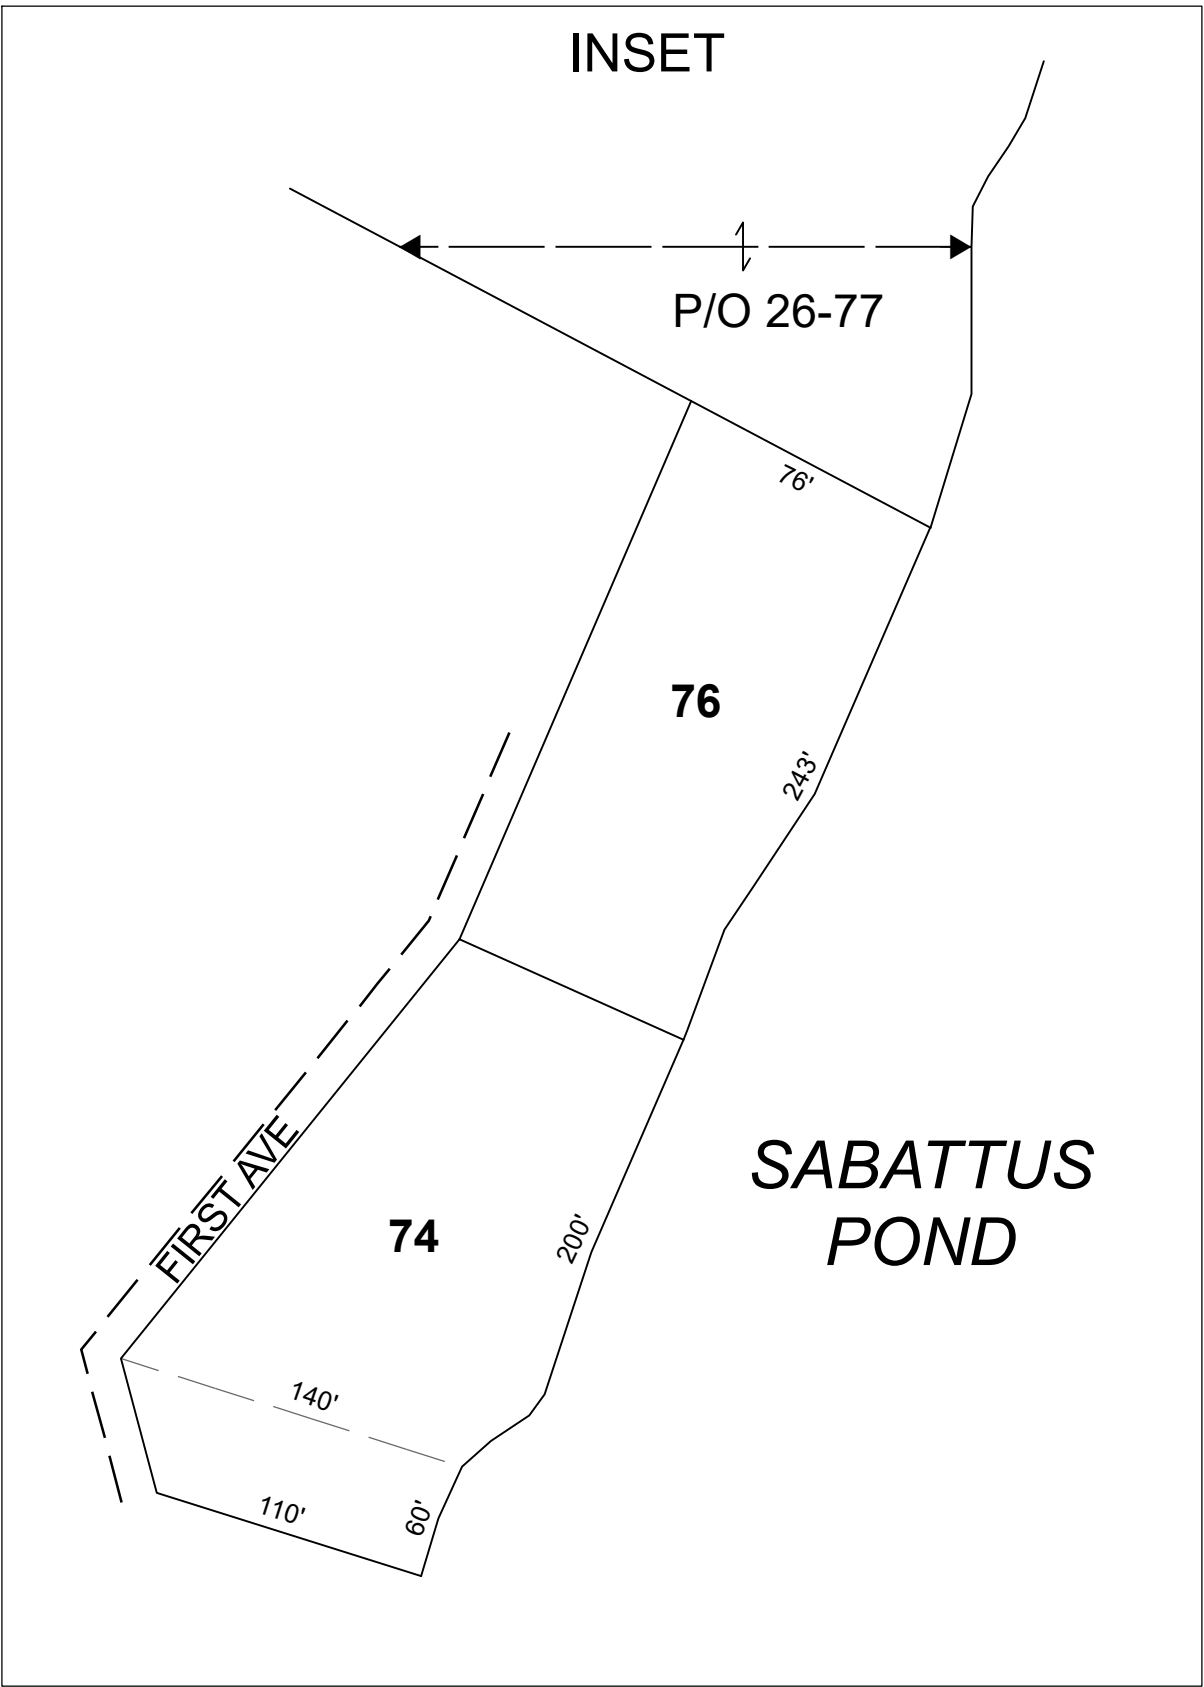 INSET
P/O 26-77
76'
76
243'
FIRST AVE
74
200'
SABATTUS
POND
140'
110'
60'